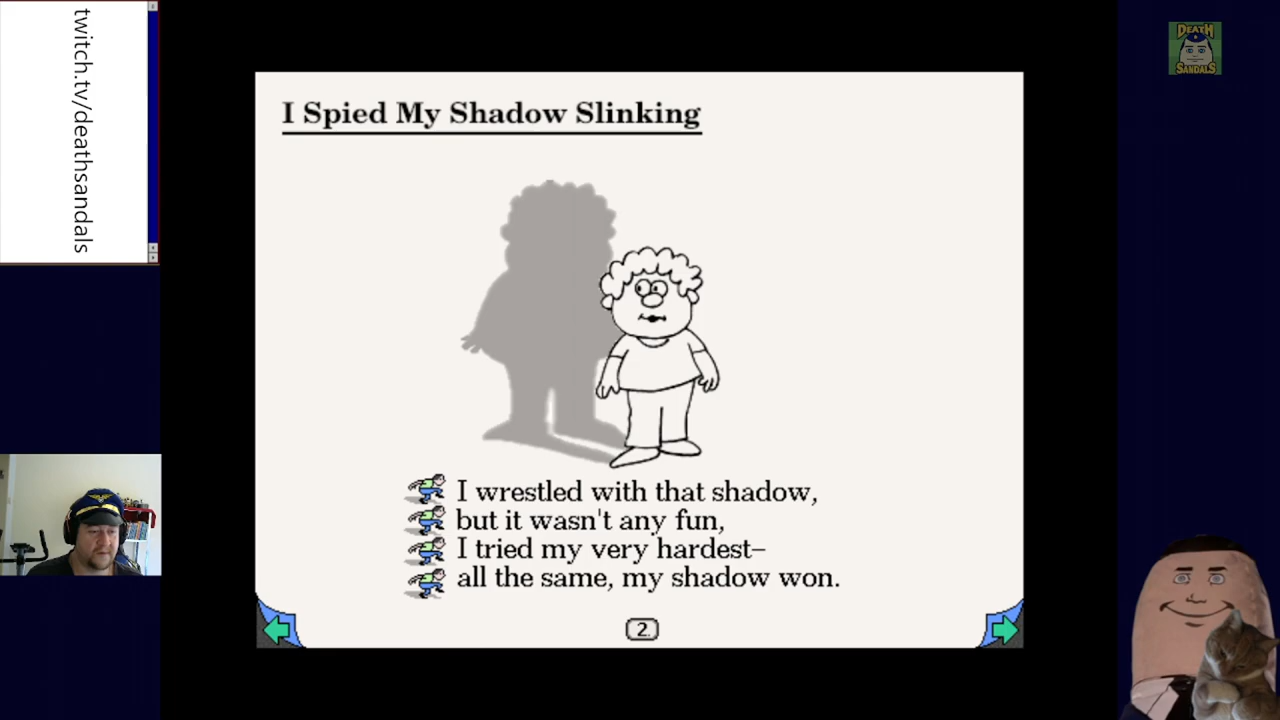 twitch.tv/deathsandals
DEATH
SANDALS
I Spied My Shadow Slinking
I wrestled with that shadow,
but it wasn't any fun,
I tried my very hardest–
all the same, my shadow won.
2